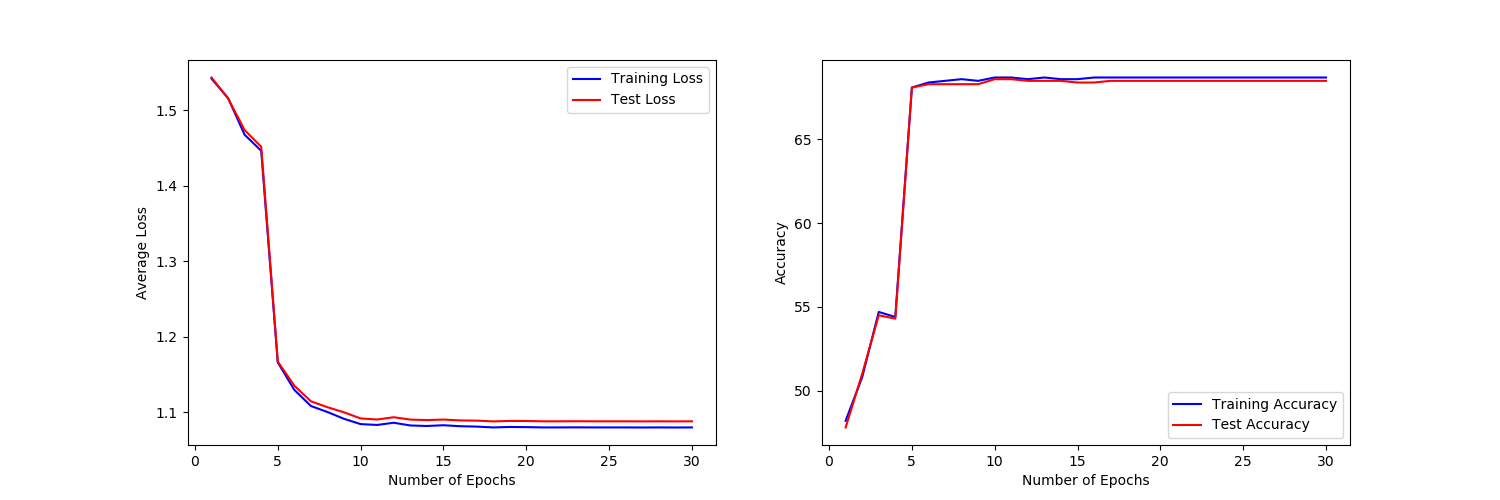 Training Loss
Test Loss
1.5
1.4
1.3
1.2
1.1
Average Loss
0
5
10
15
20
25
30
Number of Epochs
65
60
55
50
Accuracy
Training Accuracy
Test Accuracy
0
5
10
15
20
25
30
Number of Epochs